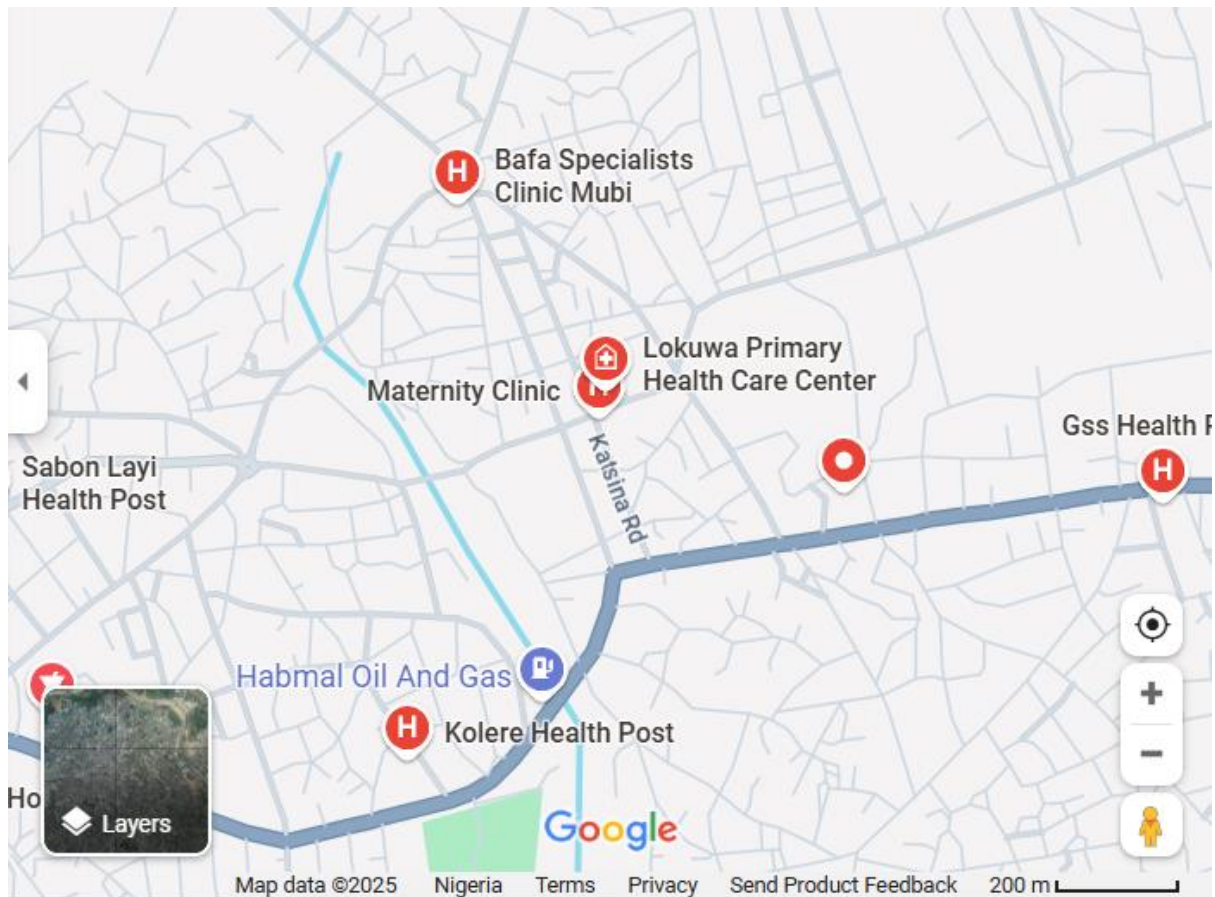 Bafa Specialists
Clinic Mubi
Lokuwa Primary
Health Care Center
Maternity Clinic
Katsina Rd
Gss Health P
Sabon Layi
Health Post
Habmal Oil And Gas
Kolere Health Post
Ho
Layers
Google
Map data ©2025 Nigeria Terms Privacy Send Product Feedback 200 m